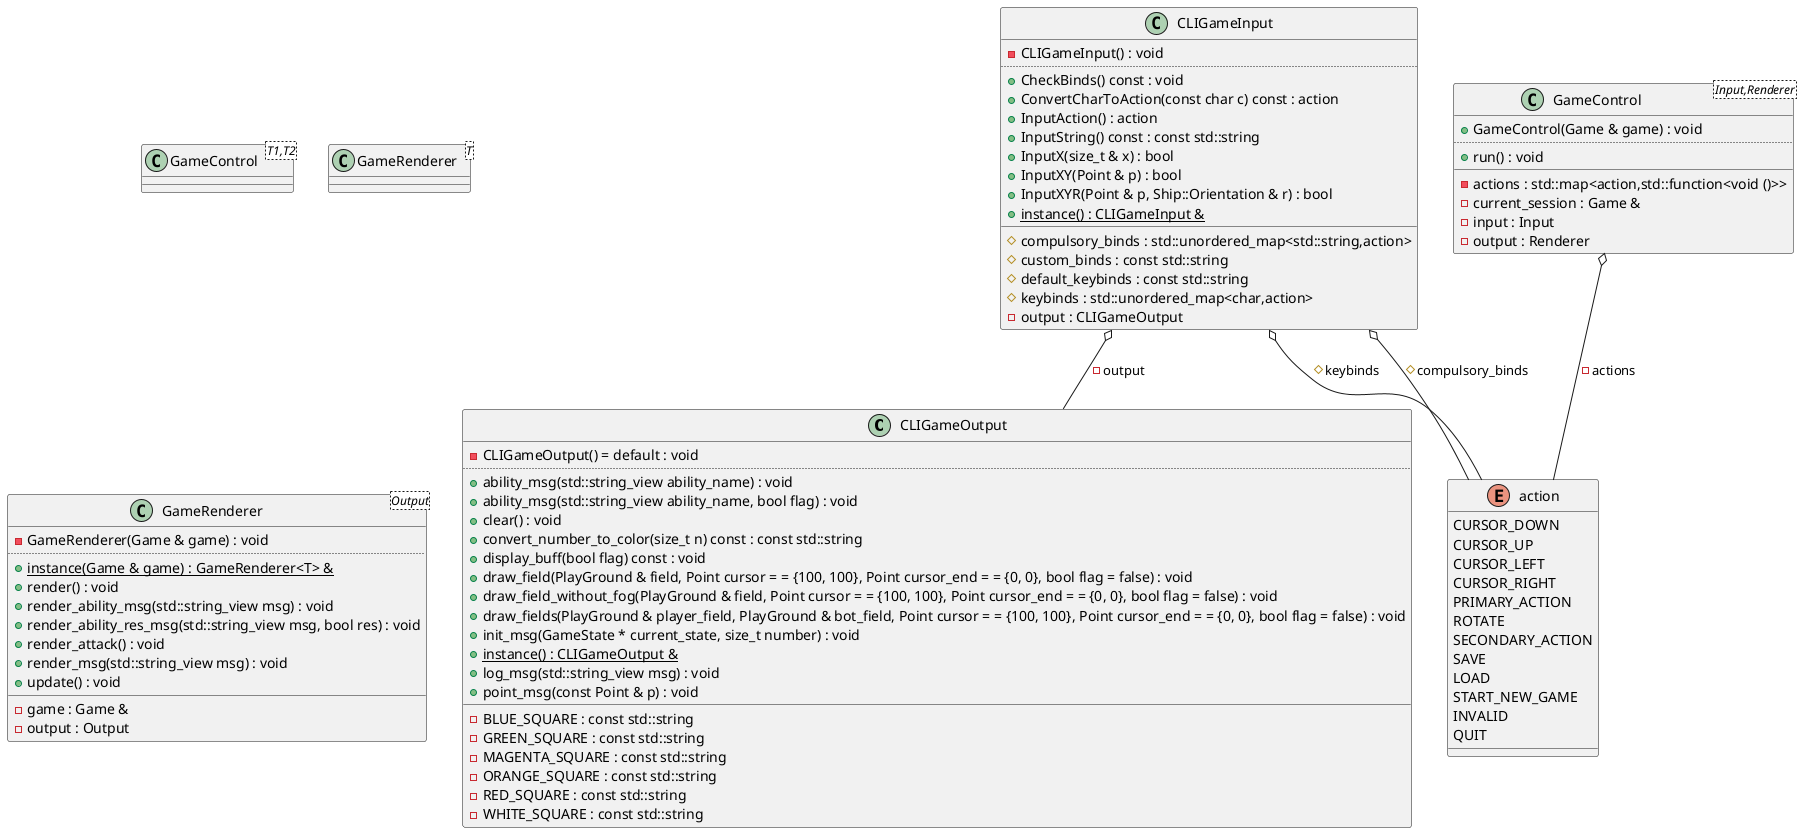 C CLIGameInput
CLIGameInput() : void
CheckBinds() const : void
ConvertCharToAction(const char c) const : action
InputAction() : action
InputString() const : const std::string
InputX(size_t & x) : bool
InputXY(Point & p) : bool
InputXYR(Point & p, Ship::Orientation & r) : bool
instance() : CLIGameInput &
compulsory_binds : std::unordered_map<std::string,action>
custom_binds : const std::string
default_keybinds : const std::string
keybinds : std::unordered_map<char,action>
output : CLIGameOutput
C GameControl Input,Renderer
GameControl(Game & game) : void
run() : void
actions : std::map<action,std::function<void ()>>
current_session : Game &
input : Input
output : Renderer
C GameControl T1,T2
C GameRenderer T
output
keybinds
compulsory_binds
actions
C GameRenderer Output
GameRenderer(Game & game) : void
instance(Game & game) : GameRenderer<T> &
render() : void
render_ability_msg(std::string_view msg) : void
render_ability_res_msg(std::string_view msg, bool res) : void
render_attack() : void
render_msg(std::string_view msg) : void
update() : void
game : Game &
output : Output
C CLIGameOutput
CLIGameOutput() = default : void
ability_msg(std::string_view ability_name) : void
ability_msg(std::string_view ability_name, bool flag) : void
clear() : void
convert_number_to_color(size_t n) const : const std::string
display_buff(bool flag) const : void
draw_field(PlayGround & field, Point cursor = = {100, 100}, Point cursor_end = = {0, 0}, bool flag = false) : void
draw_field_without_fog(PlayGround & field, Point cursor = = {100, 100}, Point cursor_end = = {0, 0}, bool flag = false) : void
draw_fields(PlayGround & player_field, PlayGround & bot_field, Point cursor = = {100, 100}, Point cursor_end = = {0, 0}, bool flag = false) : void
init_msg(GameState * current_state, size_t number) : void
instance() : CLIGameOutput &
log_msg(std::string_view msg) : void
point_msg(const Point & p) : void
BLUE_SQUARE : const std::string
GREEN_SQUARE : const std::string
MAGENTA_SQUARE : const std::string
ORANGE_SQUARE : const std::string
RED_SQUARE : const std::string
WHITE_SQUARE : const std::string
E action
CURSOR_DOWN
CURSOR_UP
CURSOR_LEFT
CURSOR_RIGHT
PRIMARY_ACTION
ROTATE
SECONDARY_ACTION
SAVE
LOAD
START_NEW_GAME
INVALID
QUIT